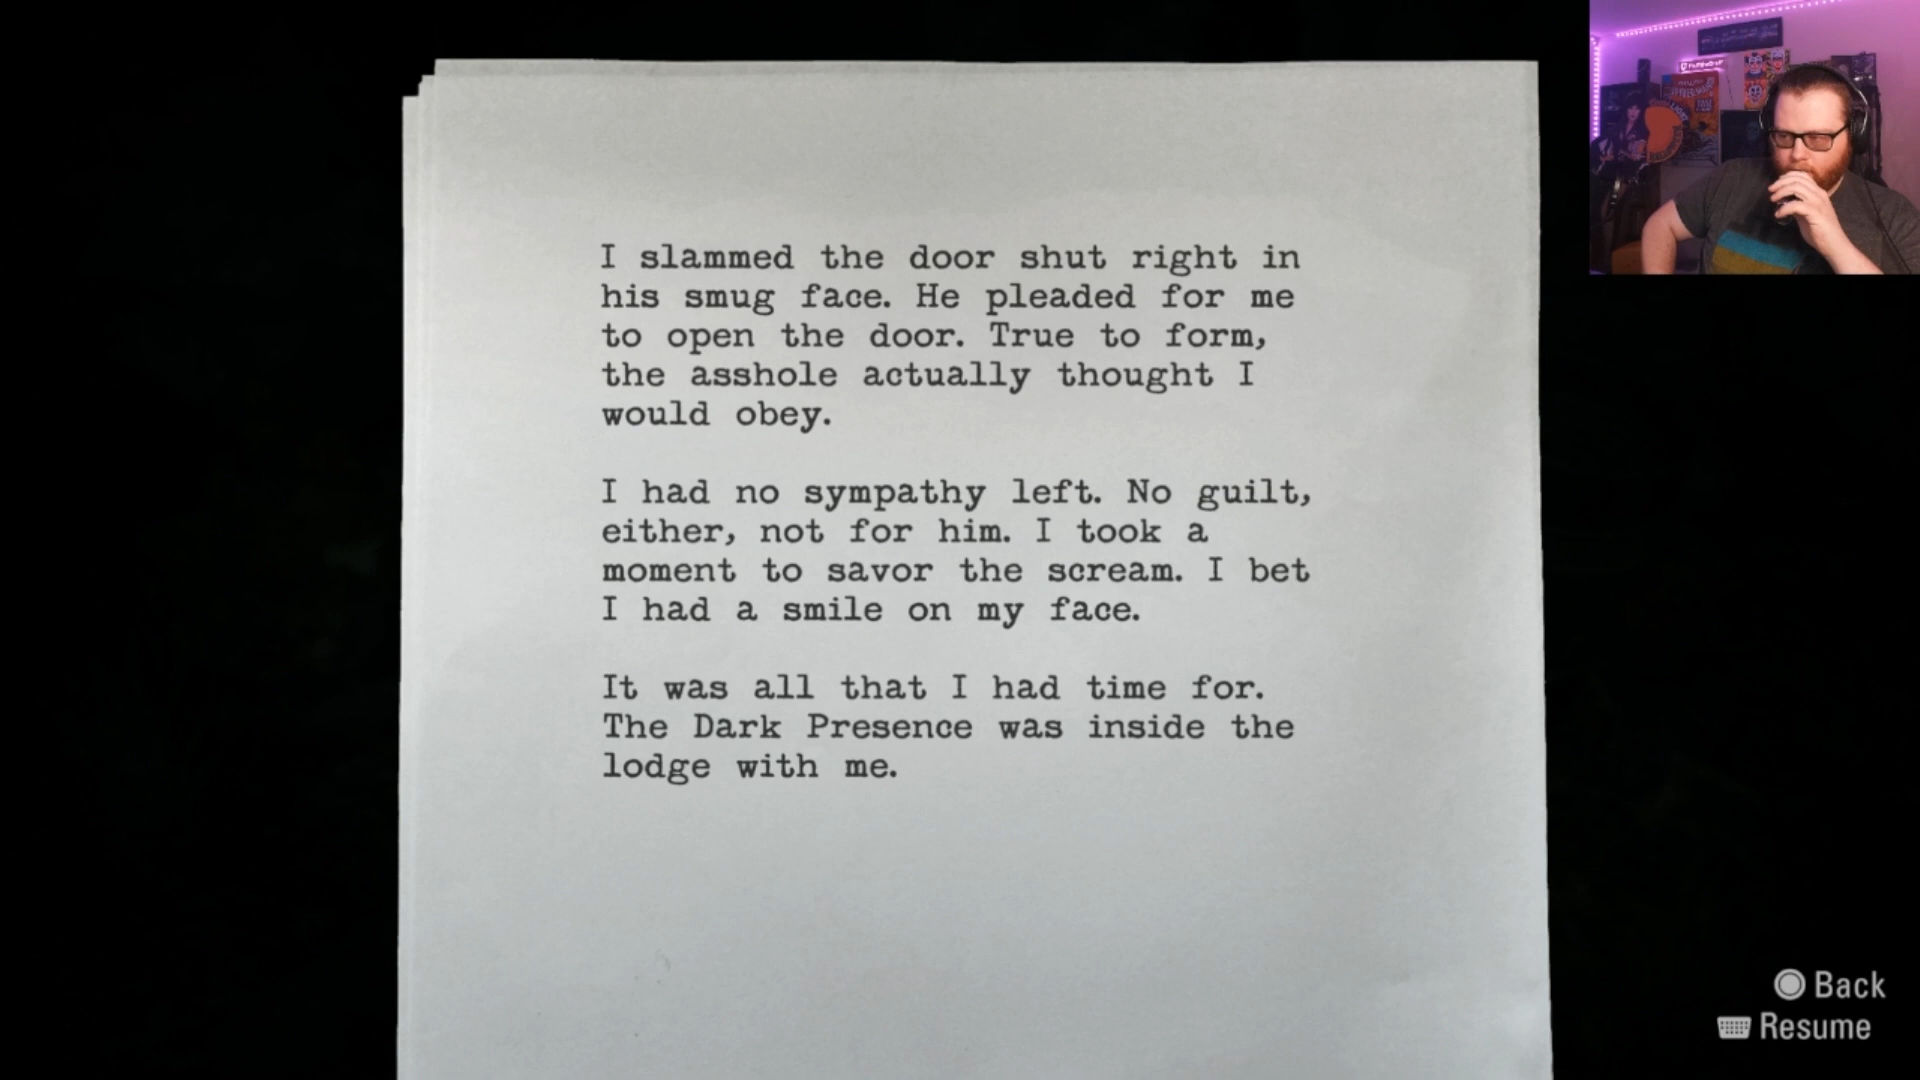 I slammed the door shut right in
his smug face. He pleaded for me
to open the door. True to form,
the asshole actually thought I
would obey.
I had no sympathy left. No guilt,
either, not for him. I took a
moment to savor the scream. I bet
I had a smile on my face.
It was all that I had time for.
The Dark Presence was inside the
lodge with me.
Back
Resume